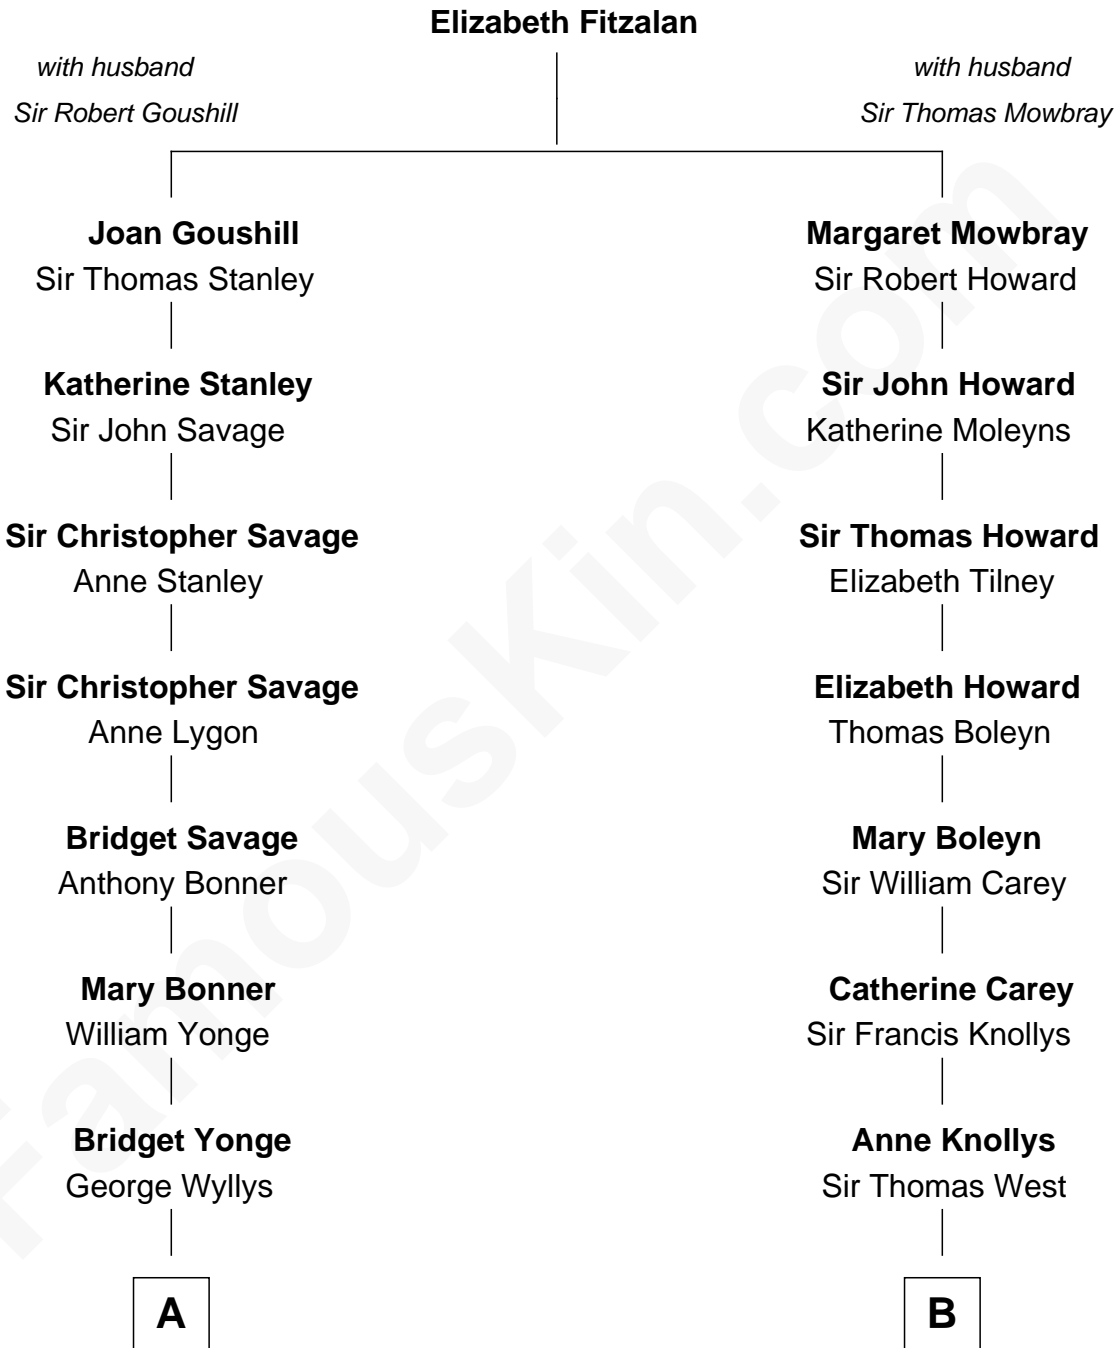 Elizabeth Fitzalan
with husband
Sir Robert Goushill
with husband
Sir Thomas Mowbray
Joan Goushill
Sir Thomas Stanley
Margaret Mowbray
Sir Robert Howard
Katherine Stanley
Sir John Savage
Sir John Howard
Katherine Moleyns
Sir Christopher Savage
Anne Stanley
Sir Thomas Howard
Elizabeth Tilney
Sir Christopher Savage
Anne Lygon
Elizabeth Howard
Thomas Boleyn
Bridget Savage
Anthony Bonner
Mary Boleyn
Sir William Carey
Mary Bonner
William Yonge
Catherine Carey
Sir Francis Knollys
Bridget Yonge
George Wyllys
Anne Knollys
Sir Thomas West
A
B
FamousKin.com